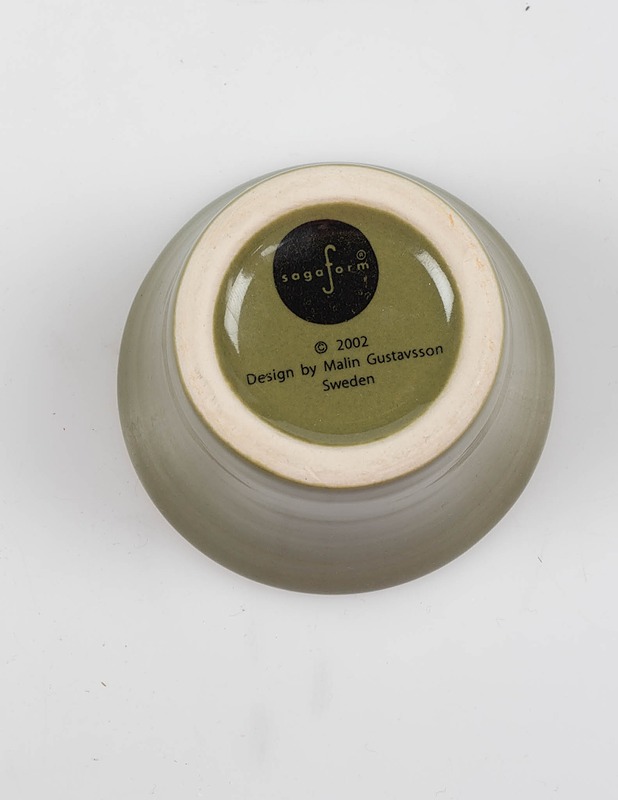 sagaform®
© 2002
Design by Malin Gustavsson
Sweden